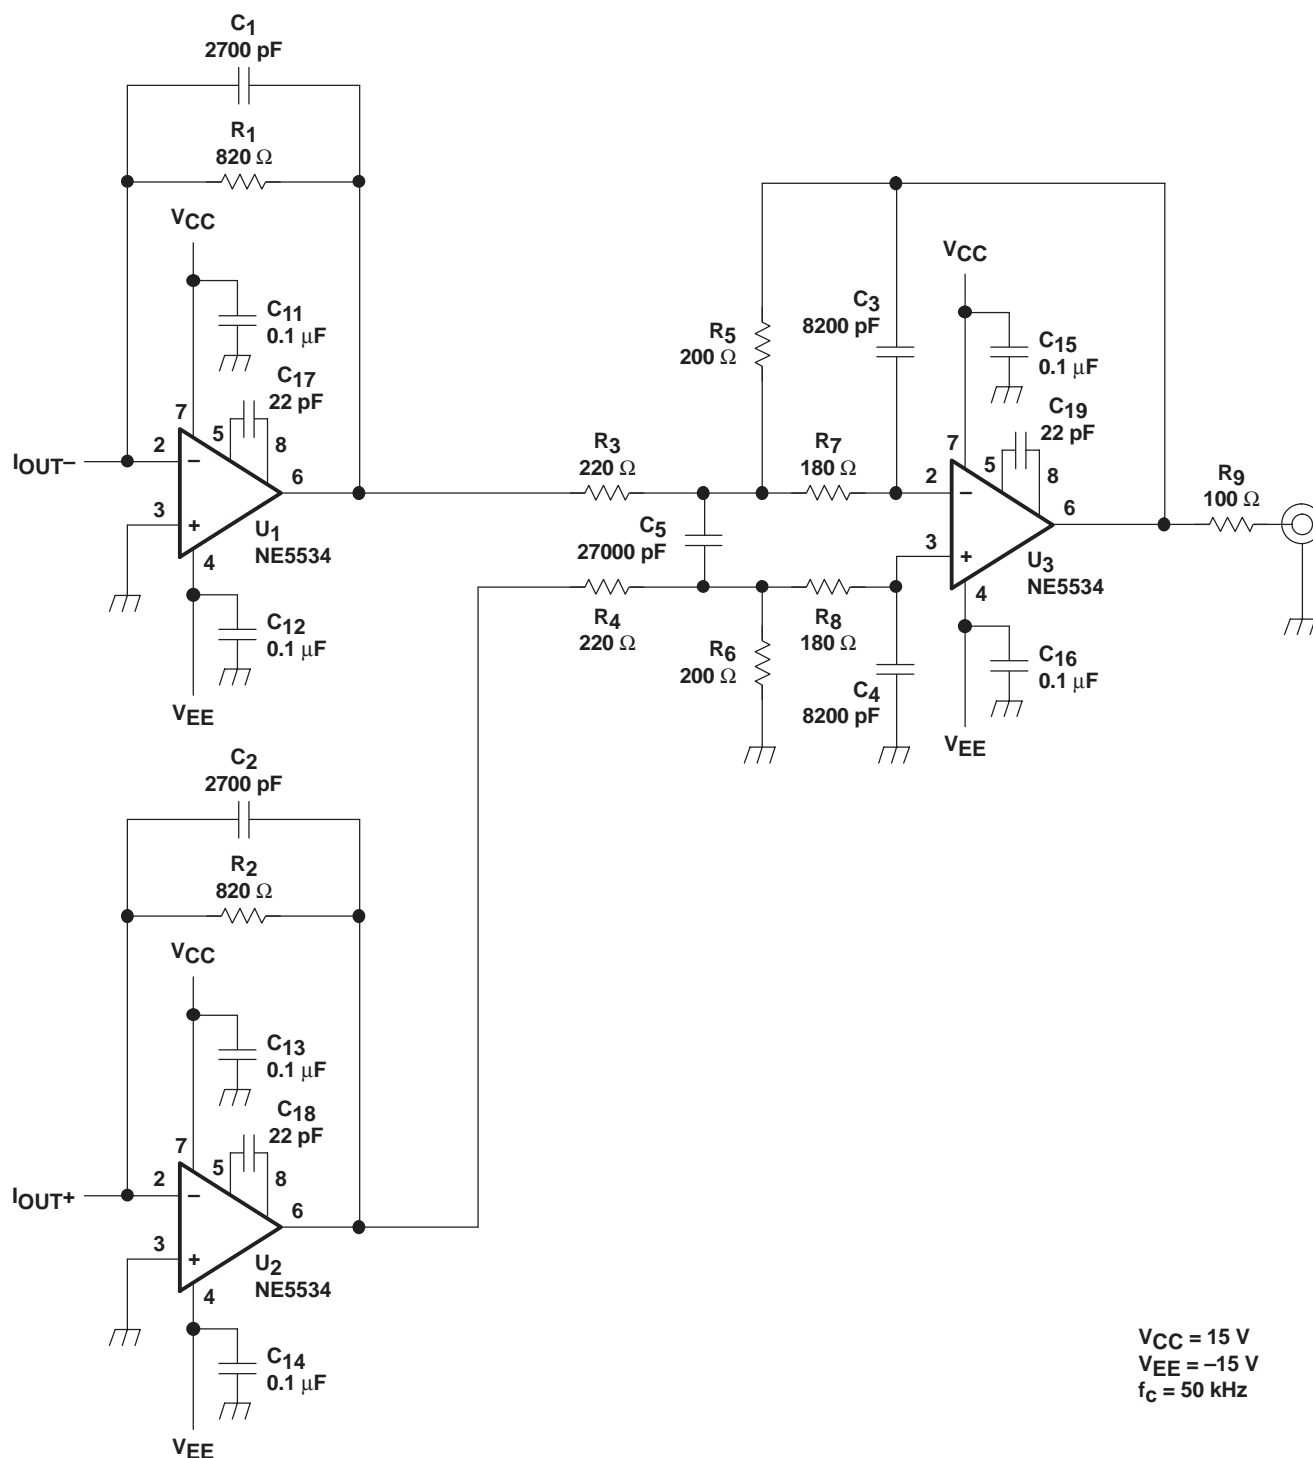 C1
2700 pF
R1
820 Ω
VCC
C11
0.1 μF
C17
22 pF
7
5
8
2
IOUT–
–
6
3
+
U1
NE5534
4
C12
0.1 μF
VEE
R3
220 Ω
C5
27000 pF
R4
220 Ω
R5
200 Ω
R7
180 Ω
C3
8200 pF
R6
200 Ω
R8
180 Ω
C4
8200 pF
VCC
C15
0.1 μF
C19
22 pF
7
5
8
2
–
6
3
+
U3
NE5534
4
C16
0.1 μF
VEE
R9
100 Ω
C2
2700 pF
R2
820 Ω
VCC
C13
0.1 μF
C18
22 pF
7
5
8
2
IOUT+
–
6
3
+
U2
NE5534
4
C14
0.1 μF
VEE
VCC = 15 V
VEE = –15 V
fC = 50 kHz